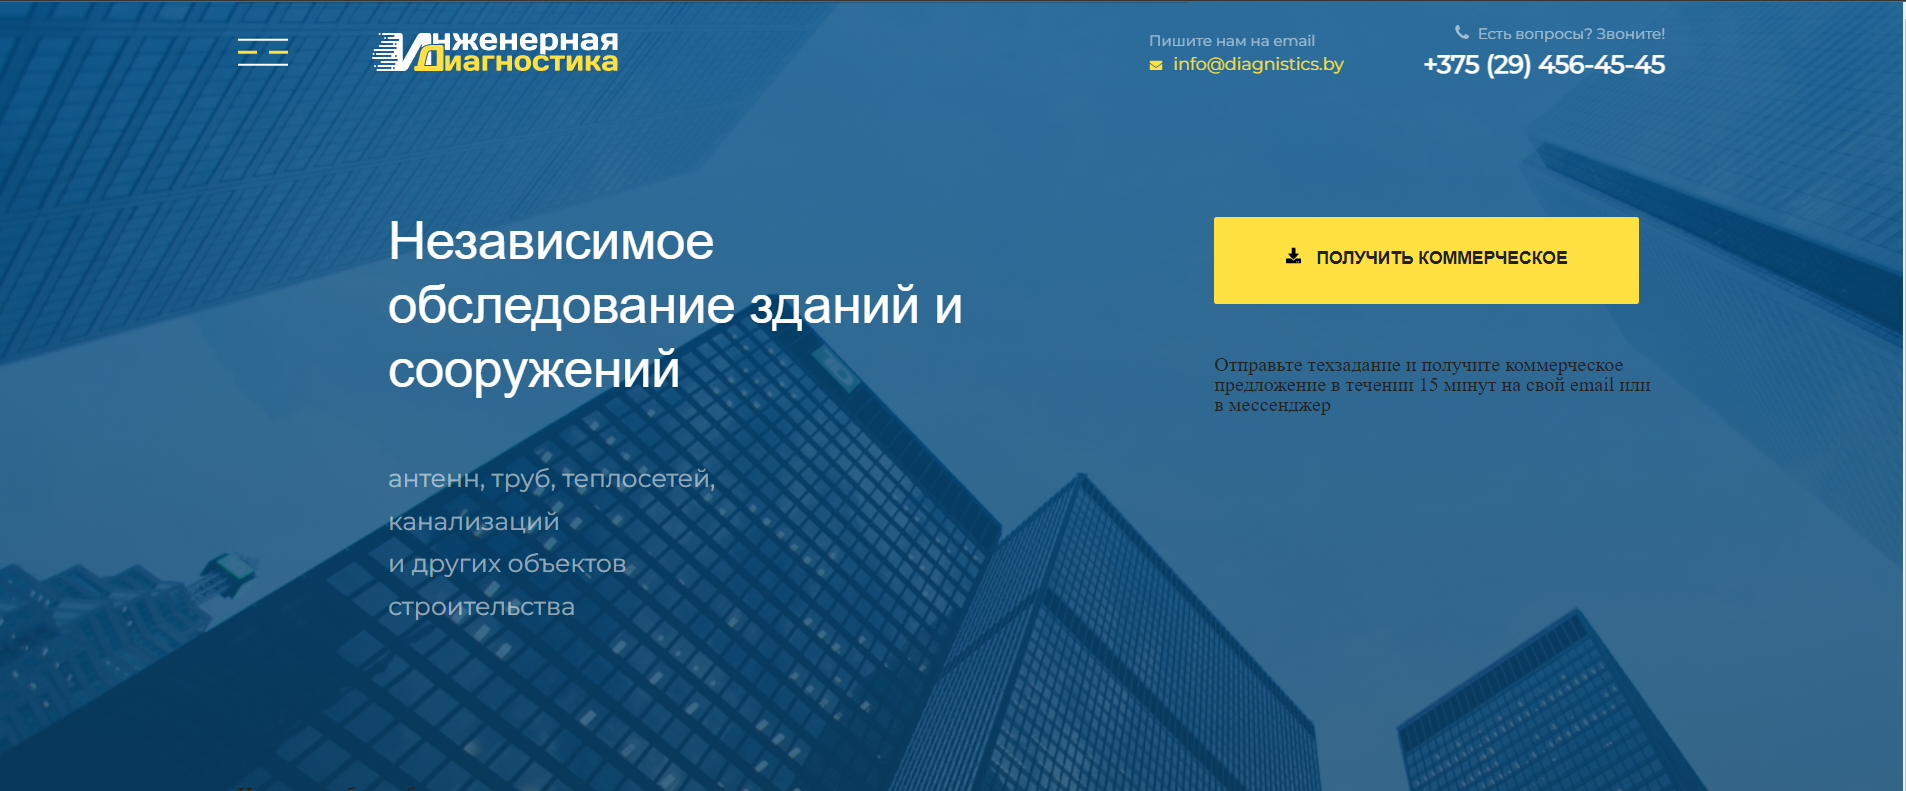 Инженерная
Диагностика
Пишите нам на email
info@diagnistics.by
Есть вопросы? Звоните!
+375 (29) 456-45-45
Независимое
обследование зданий и
сооружений
ПОЛУЧИТЬ КОММЕРЧЕСКОЕ
Отправьте техзадание и получите коммерческое
предложение в течении 15 минут на свой email или
в мессенджер
антенн, труб, теплосетей,
канализаций
и других объектов
строительства